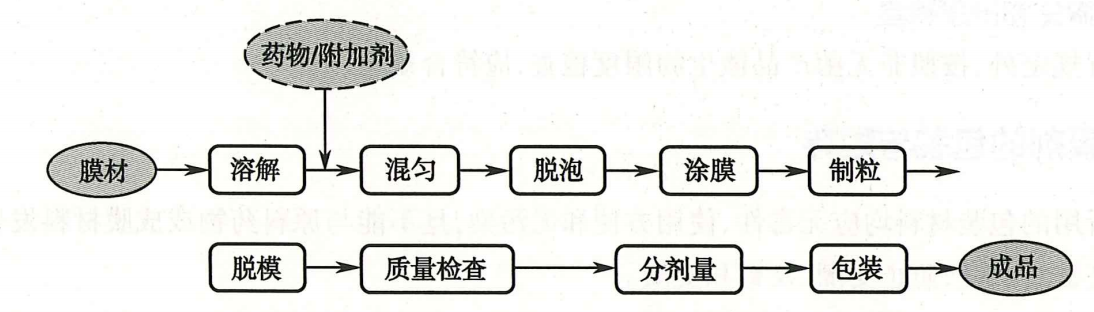 药物/附加剂
膜材 溶解 混匀 脱泡 涂膜 制粒
脱模 质量检查 分剂量 包装 成品